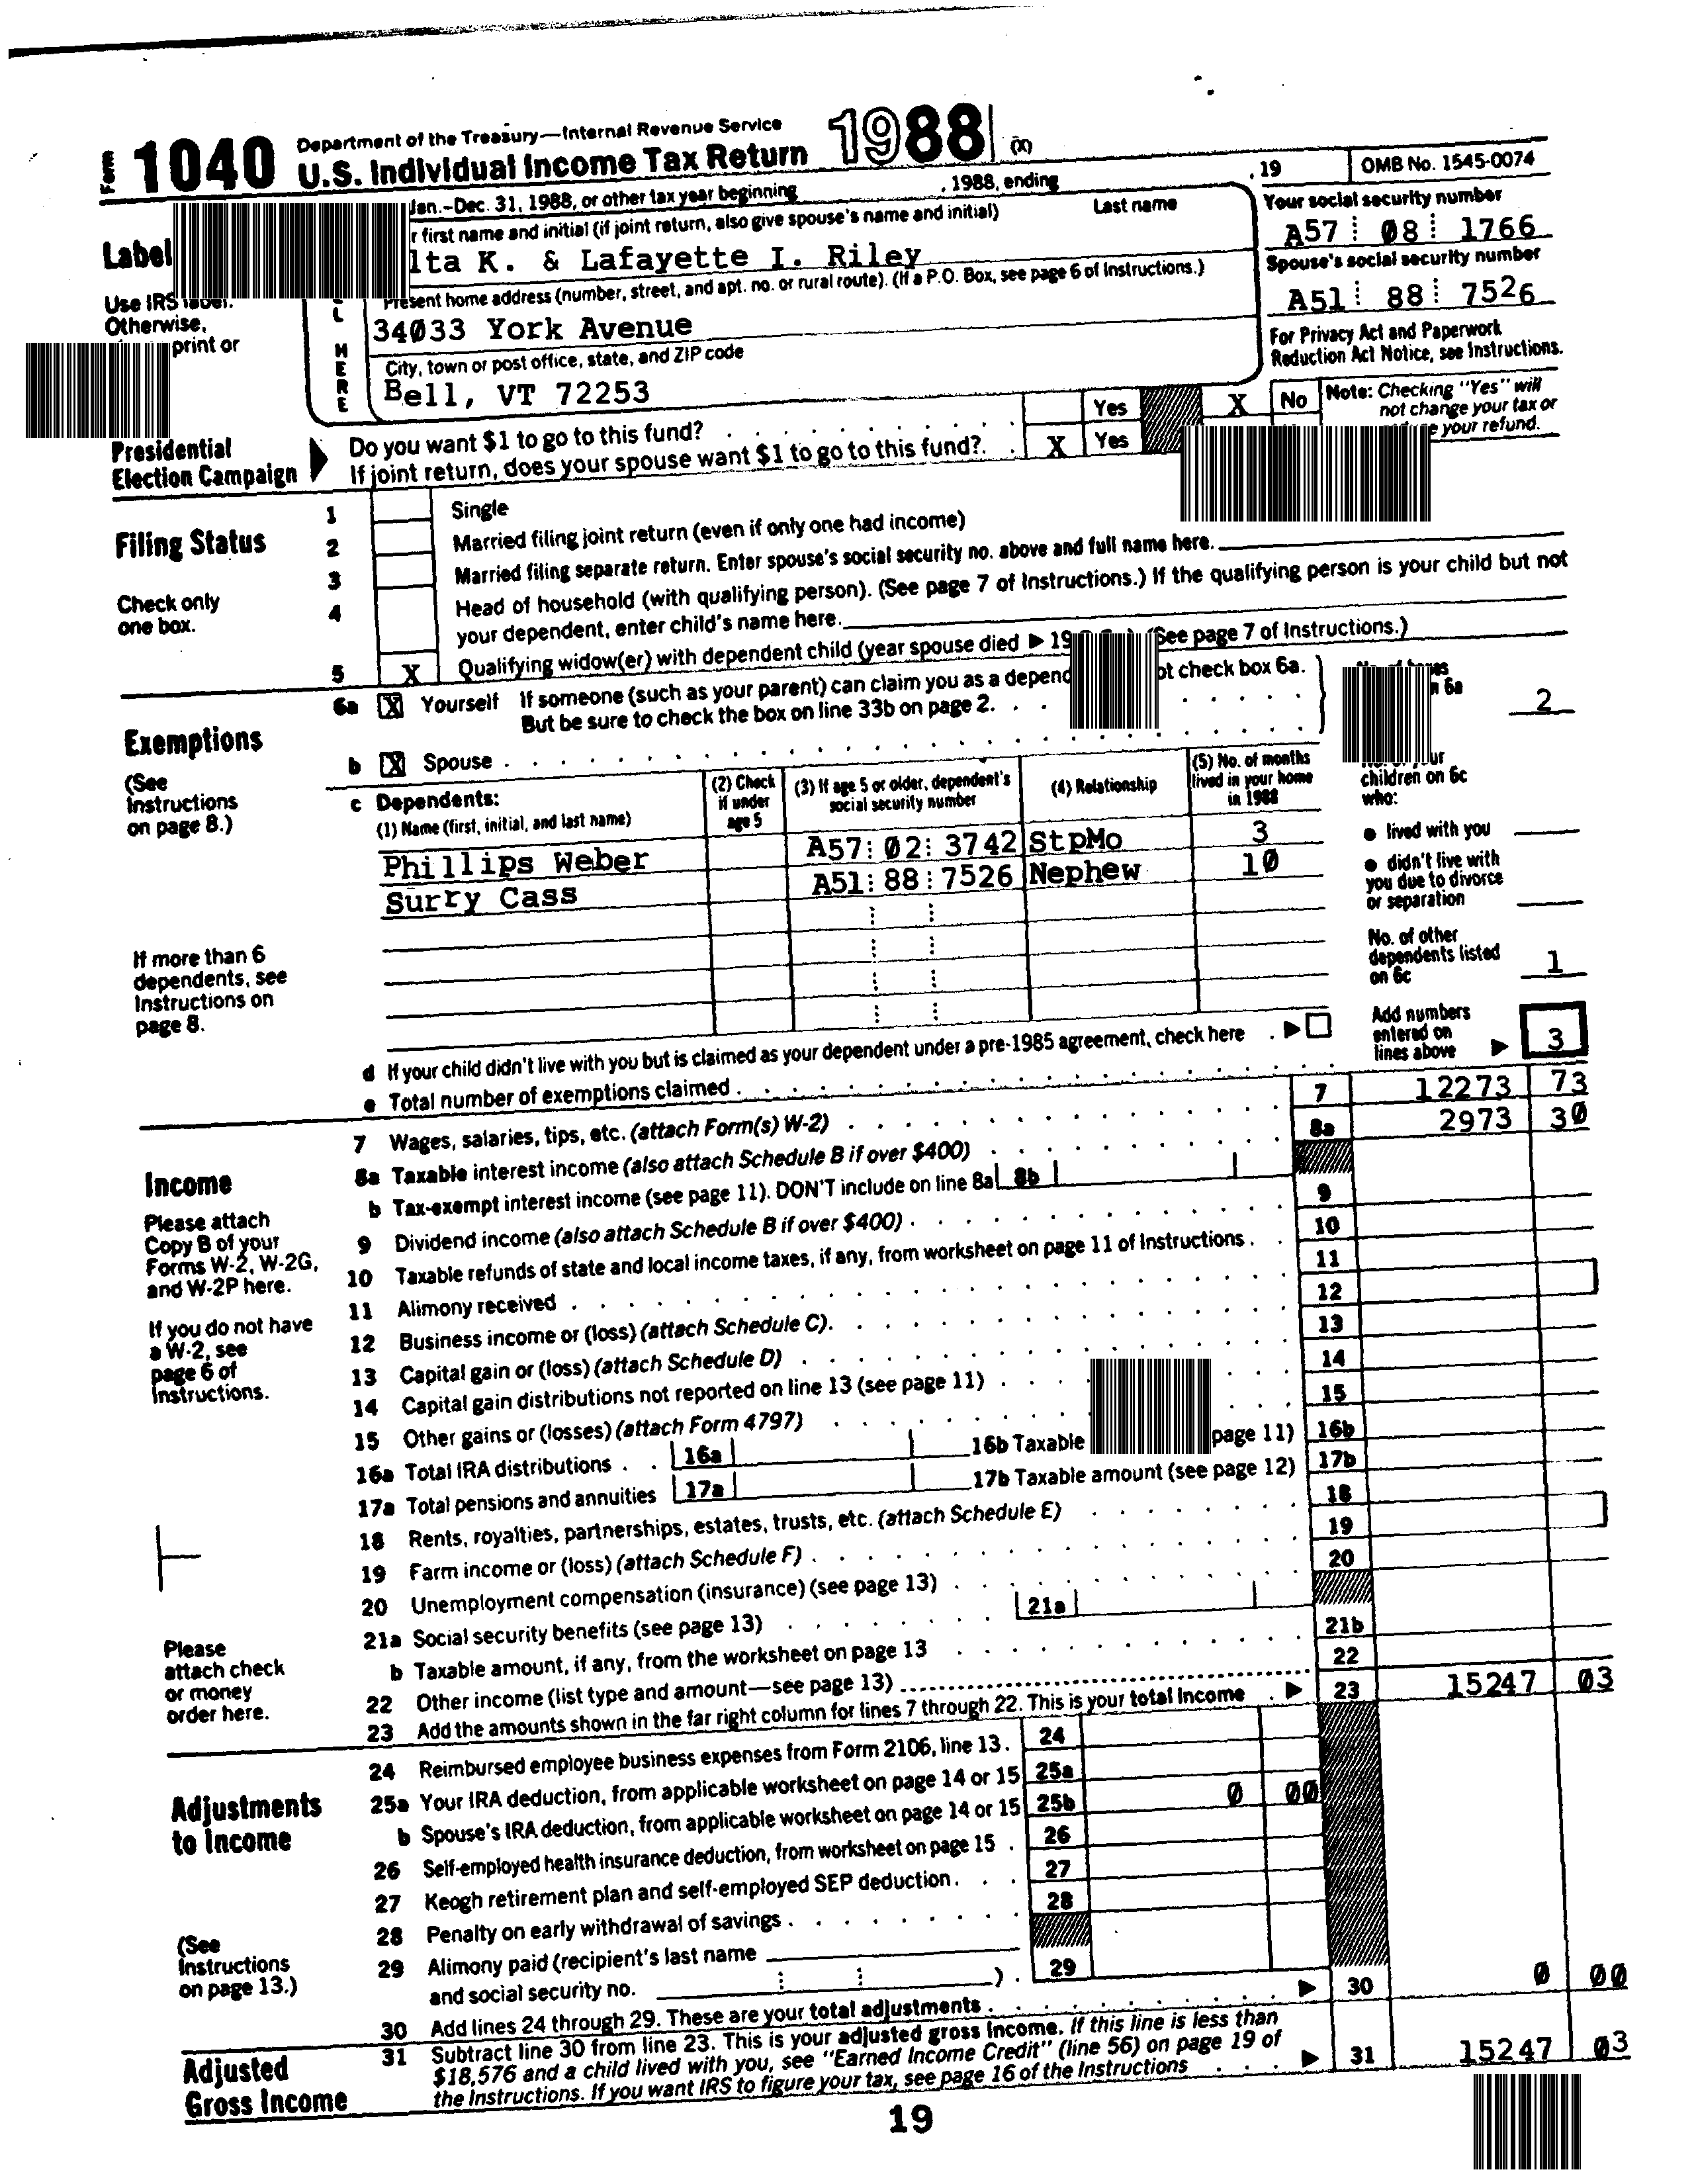 Form 1040 Department of the Treasury—Internal Revenue Service
U.S. Individual Income Tax Return 1988 (X)
Jan.–Dec. 31, 1988, or other tax year beginning , 1988, ending , 19 OMB No. 1545-0074
Label
Use IRS label.
Otherwise,
print or
L
H
E
R
E
first name and initial (if joint return, also give spouse's name and initial) Last name
lta K. & Lafayette I. Riley
Present home address (number, street, and apt. no. or rural route). (If a P.O. Box, see page 6 of Instructions.)
34033 York Avenue
City, town or post office, state, and ZIP code
Bell, VT 72253
Your social security number
A57 08 1766
Spouse's social security number
A51 88 7526
For Privacy Act and Paperwork
Reduction Act Notice, see Instructions.
Presidential
Election Campaign
Do you want $1 to go to this fund? Yes X No
If joint return, does your spouse want $1 to go to this fund? X Yes
Note: Checking "Yes" will
not change your tax or
your refund.
Filing Status
Check only
one box.
1 Single
2 Married filing joint return (even if only one had income)
3 Married filing separate return. Enter spouse's social security no. above and full name here.
4 Head of household (with qualifying person). (See page 7 of Instructions.) If the qualifying person is your child but not
your dependent, enter child's name here.
5 X Qualifying widow(er) with dependent child (year spouse died ▶ 19 (See page 7 of Instructions.)
Exemptions
(See
Instructions
on page 8.)
6a X Yourself If someone (such as your parent) can claim you as a depend ot check box 6a.
But be sure to check the box on line 33b on page 2.
b X Spouse
6a 2
c Dependents:
(1) Name (first, initial, and last name)
(2) Check
if under
age 5
(3) If age 5 or older, dependent's
social security number
(4) Relationship
(5) No. of months
lived in your home
in 1988
Phillips Weber A57 02 3742 StpMo 3
Surry Cass A51 88 7526 Nephew 10
children on 6c
who:
● lived with you
● didn't live with
you due to divorce
or separation
No. of other
dependents listed
on 6c 1
If more than 6
dependents, see
Instructions on
page 8.
d If your child didn't live with you but is claimed as your dependent under a pre-1985 agreement, check here ▶
e Total number of exemptions claimed
Add numbers
entered on
lines above ▶ 3
Income
Please attach
Copy B of your
Forms W-2, W-2G,
and W-2P here.
If you do not have
a W-2, see
page 6 of
Instructions.
Please
attach check
or money
order here.
7 Wages, salaries, tips, etc. (attach Form(s) W-2) 7 12273 73
8a Taxable interest income (also attach Schedule B if over $400) 8a 2973 30
b Tax-exempt interest income (see page 11). DON'T include on line 8a 8b
9 Dividend income (also attach Schedule B if over $400) 9
10 Taxable refunds of state and local income taxes, if any, from worksheet on page 11 of Instructions 10
11 Alimony received 11
12 Business income or (loss) (attach Schedule C) 12
13 Capital gain or (loss) (attach Schedule D) 13
14 Capital gain distributions not reported on line 13 (see page 11) 14
15 Other gains or (losses) (attach Form 4797) 15
16a Total IRA distributions 16a 16b Taxable page 11) 16b
17a Total pensions and annuities 17a 17b Taxable amount (see page 12) 17b
18 Rents, royalties, partnerships, estates, trusts, etc. (attach Schedule E) 18
19 Farm income or (loss) (attach Schedule F) 19
20 Unemployment compensation (insurance) (see page 13) 20
21a Social security benefits (see page 13) 21a
b Taxable amount, if any, from the worksheet on page 13 21b
22 Other income (list type and amount—see page 13) 22
23 Add the amounts shown in the far right column for lines 7 through 22. This is your total income ▶ 23 15247 03
Adjustments
to Income
(See
Instructions
on page 13.)
24 Reimbursed employee business expenses from Form 2106, line 13. 24
25a Your IRA deduction, from applicable worksheet on page 14 or 15 25a
b Spouse's IRA deduction, from applicable worksheet on page 14 or 15 25b 0 00
26 Self-employed health insurance deduction, from worksheet on page 15 26
27 Keogh retirement plan and self-employed SEP deduction 27
28 Penalty on early withdrawal of savings 28
29 Alimony paid (recipient's last name
and social security no. ) 29
30 Add lines 24 through 29. These are your total adjustments ▶ 30 0 00
Adjusted
Gross Income
31 Subtract line 30 from line 23. This is your adjusted gross income. If this line is less than
$18,576 and a child lived with you, see "Earned Income Credit" (line 56) on page 19 of
the Instructions. If you want IRS to figure your tax, see page 16 of the Instructions ▶ 31 15247 03
19